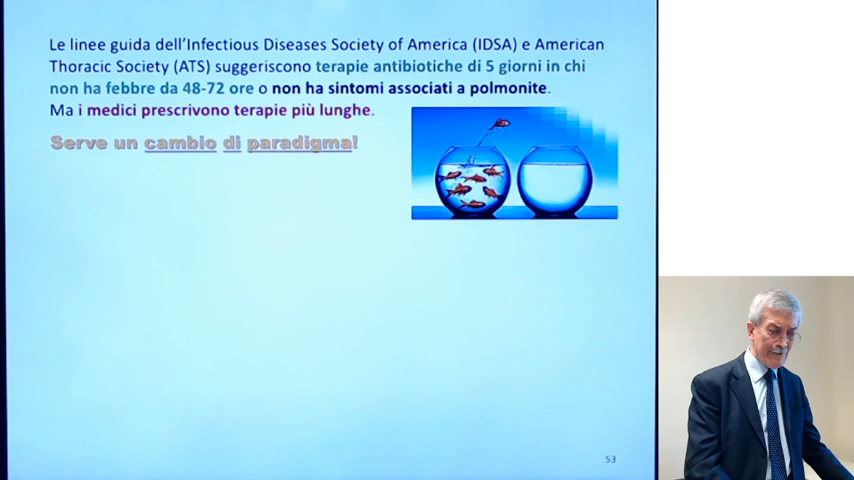 Le linee guida dell'Infectious Diseases Society of America (IDSA) e American
Thoracic Society (ATS) suggeriscono terapie antibiotiche di 5 giorni in chi
non ha febbre da 48-72 ore o non ha sintomi associati a polmonite.
Ma i medici prescrivono terapie più lunghe.
Serve un cambio di paradigma!
53